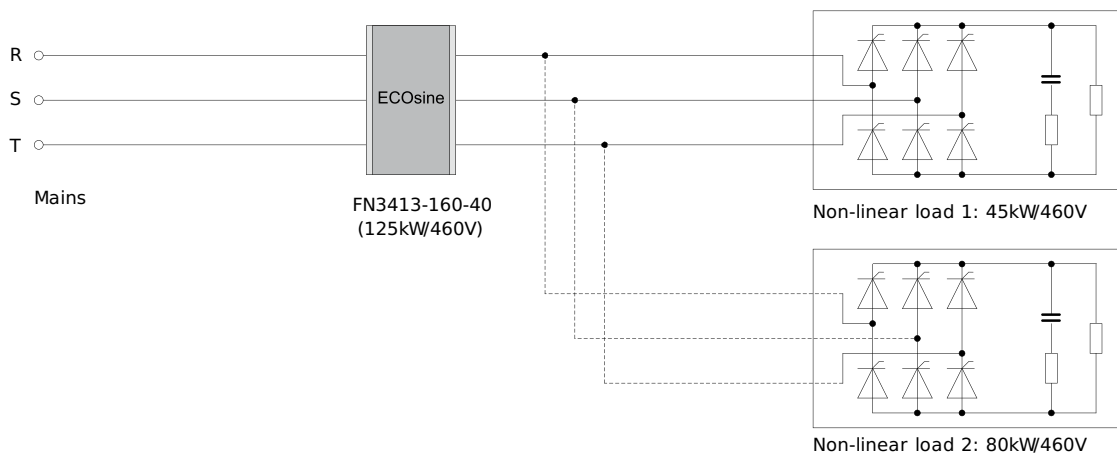 R
S
T
Mains
ECOsine
FN3413-160-40
(125kW/460V)
Non-linear load 1: 45kW/460V
Non-linear load 2: 80kW/460V